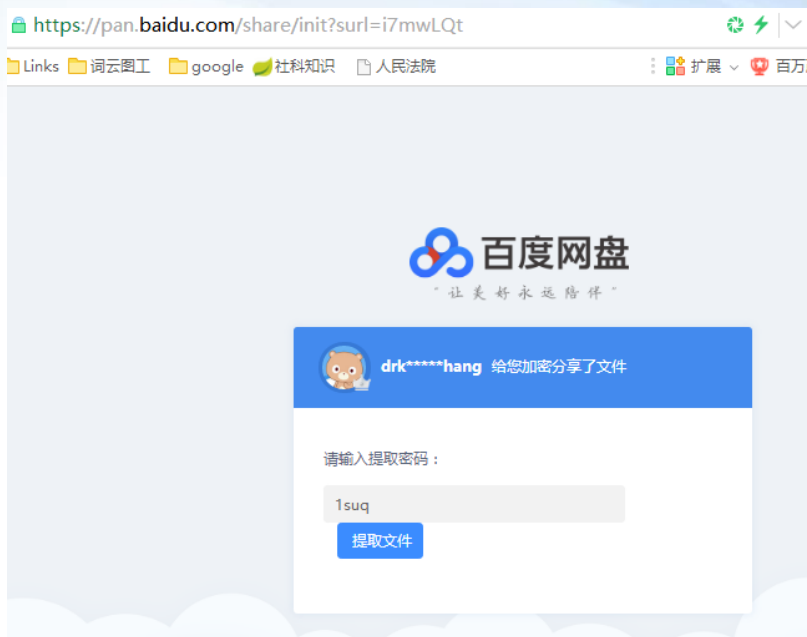 https://pan.baidu.com/share/init?surl=i7mwLQt
Links 词云图工 google 社科知识 人民法院 扩展 百万
百度网盘
"让美好永远陪伴"
drk*****hang 给您加密分享了文件
请输入提取密码：
1suq
提取文件